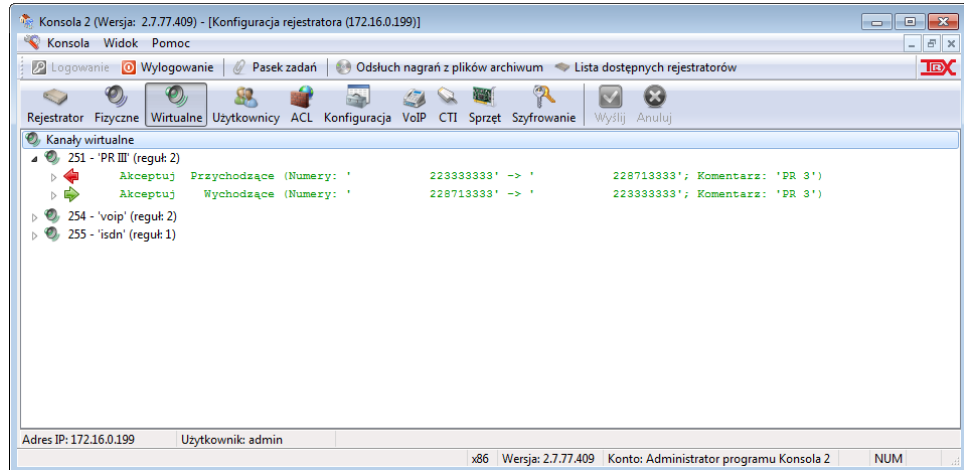 Konsola 2 (Wersja: 2.7.77.409) - [Konfiguracja rejestratora (172.16.0.199)]
Konsola Widok Pomoc
Logowanie Wylogowanie Pasek zadań Odsłuch nagrań z plików archiwum Lista dostępnych rejestratorów TRX
Rejestrator Fizyczne Wirtualne Użytkownicy ACL Konfiguracja VoIP CTI Sprzęt Szyfrowanie Wyślij Anuluj
Kanały wirtualne
251 - 'PR III' (reguł: 2)
Akceptuj Przychodzące (Numery: ' 223333333' -> ' 228713333'; Komentarz: 'PR 3')
Akceptuj Wychodzące (Numery: ' 228713333' -> ' 223333333'; Komentarz: 'PR 3')
254 - 'voip' (reguł: 2)
255 - 'isdn' (reguł: 1)
Adres IP: 172.16.0.199 Użytkownik: admin
x86 Wersja: 2.7.77.409 Konto: Administrator programu Konsola 2 NUM